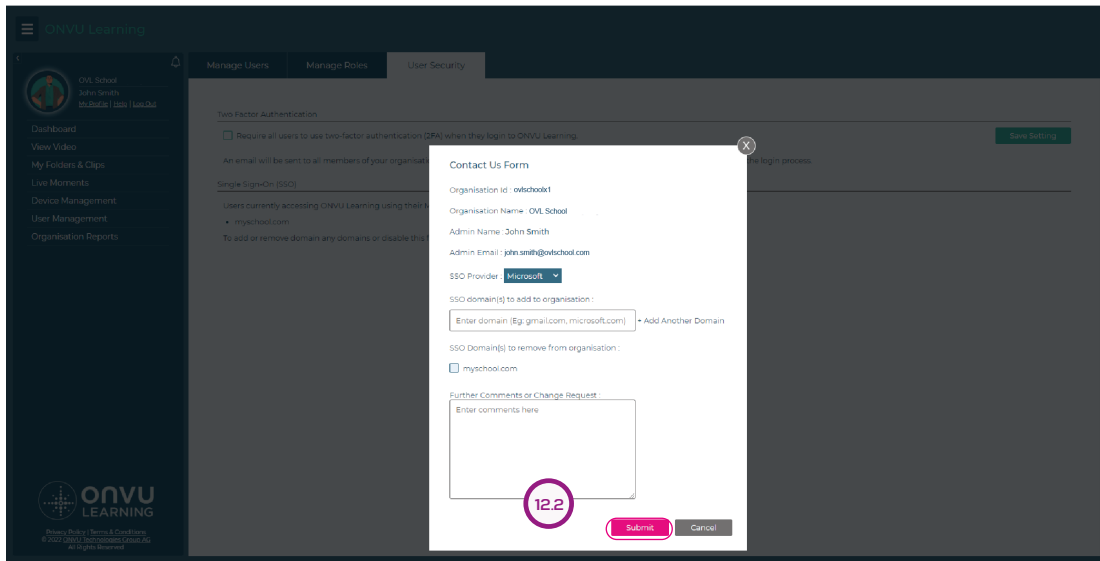 ONVU Learning
OVL School
John Smith
My Profile | Help | Log Out
Dashboard
View Video
My Folders & Clips
Live Moments
Device Management
User Management
Organisation Reports
ONVU
LEARNING
Privacy Policy | Terms & Conditions
© 2023 ONVU Technologies Group AG
All Rights Reserved
Manage Users
Manage Roles
User Security
Two Factor Authentication
Require all users to use two-factor authentication (2FA) when they login to ONVU Learning.
Save Setting
An email will be sent to all members of your organisati
the login process.
Single Sign-On (SSO)
Users currently accessing ONVU Learning using their
• myschool.com
To add or remove domain any domains or disable this
X
Contact Us Form
Organisation Id : ovlschoolx1
Organisation Name : OVL School
Admin Name : John Smith
Admin Email : john.smith@ovlschool.com
SSO Provider : Microsoft
SSO domain(s) to add to organisation :
Enter domain (Eg: gmail.com, microsoft.com) + Add Another Domain
SSO Domain(s) to remove from organisation :
myschool.com
Further Comments or Change Request :
Enter comments here
12.2
Submit
Cancel